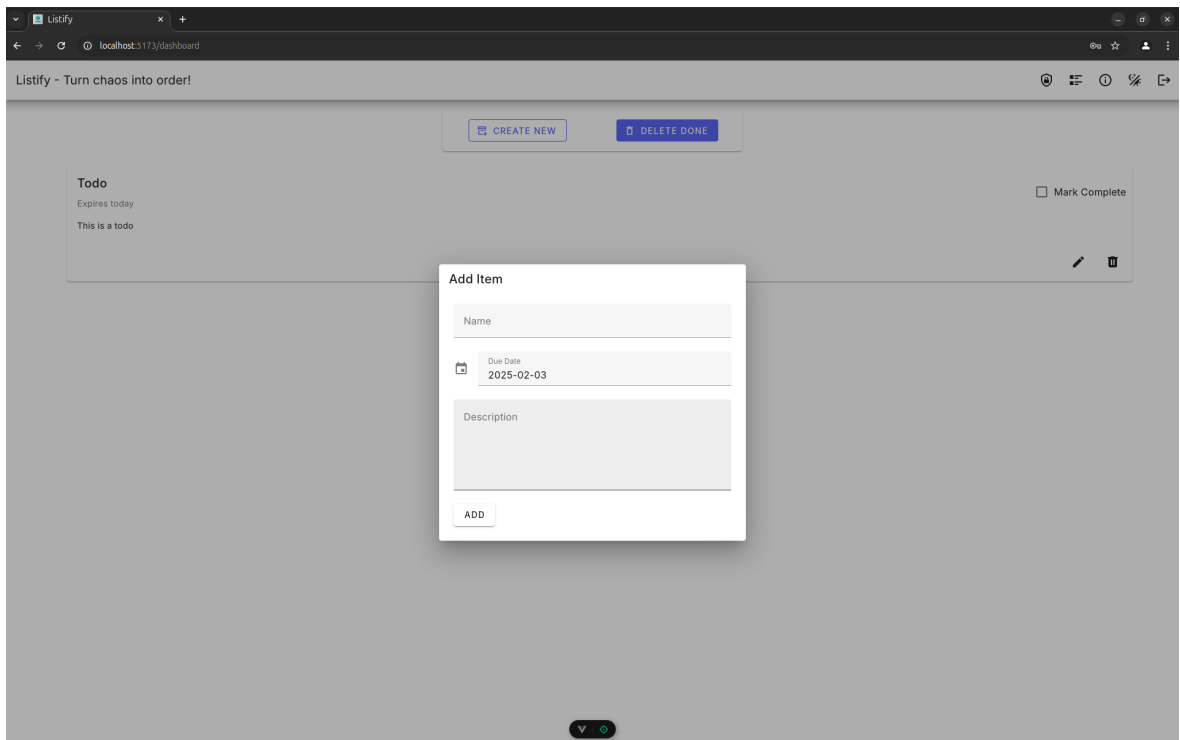 Listify
localhost:5173/dashboard
Listify - Turn chaos into order!
CREATE NEW
DELETE DONE
Todo
Mark Complete
Expires today
This is a todo
Add Item
Name
Due Date
2025-02-03
Description
ADD